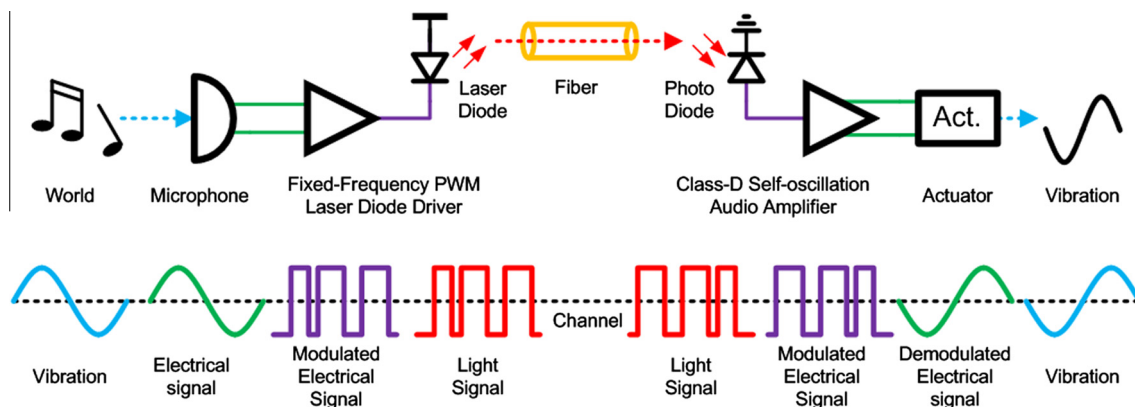 Laser
Diode
Fiber
Photo
Diode
Act.
World
Microphone
Fixed-Frequency PWM
Laser Diode Driver
Class-D Self-oscillation
Audio Amplifier
Actuator
Vibration
Channel
Vibration
Electrical
signal
Modulated
Electrical
Signal
Light
Signal
Light
Signal
Modulated
Electrical
Signal
Demodulated
Electrical
signal
Vibration